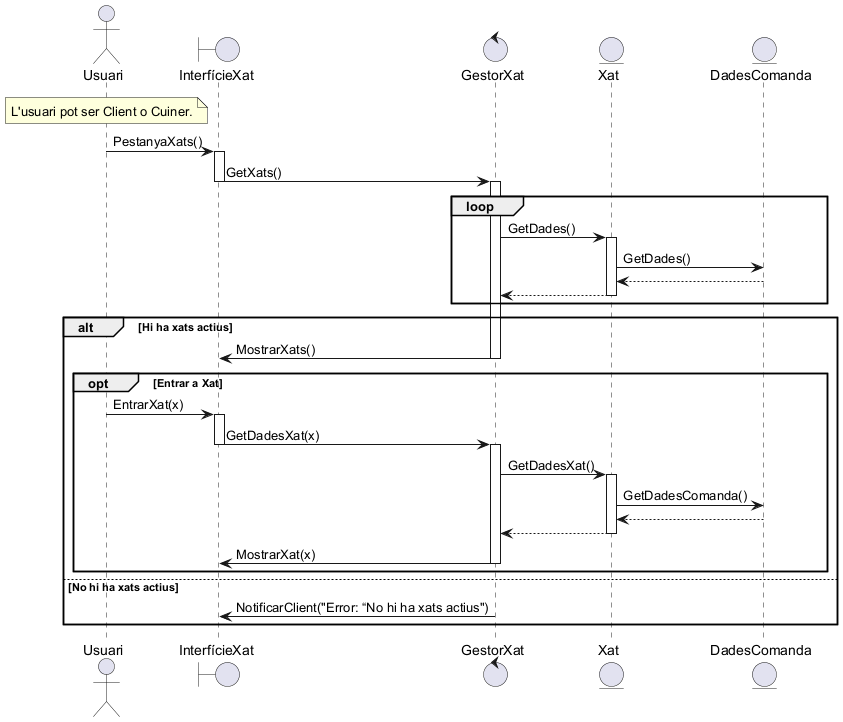 Usuari
InterfícieXat
GestorXat
Xat
DadesComanda
L'usuari pot ser Client o Cuiner.
PestanyaXats()
GetXats()
loop
GetDades()
GetDades()
alt [Hi ha xats actius]
MostrarXats()
opt [Entrar a Xat]
EntrarXat(x)
GetDadesXat(x)
GetDadesXat()
GetDadesComanda()
MostrarXat(x)
[No hi ha xats actius]
NotificarClient("Error: “No hi ha xats actius")
Usuari
InterfícieXat
GestorXat
Xat
DadesComanda